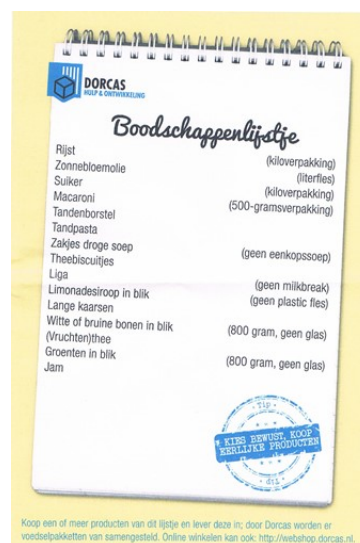 DORCAS
HULP & ONTWIKKELING
Boodschappenlijstje
Rijst (kiloverpakking)
Zonnebloemolie (literfles)
Suiker (kiloverpakking)
Macaroni (500-gramsverpakking)
Tandenborstel
Tandpasta
Zakjes droge soep (geen eenkopssoep)
Theebiscuitjes
Liga (geen milkbreak)
Limonadesiroop in blik (geen plastic fles)
Lange kaarsen
Witte of bruine bonen in blik (800 gram, geen glas)
(Vruchten)thee
Groenten in blik (800 gram, geen glas)
Jam
Tip
KIES BEWUST, KOOP
EERLIJKE PRODUCTEN
Koop een of meer producten van dit lijstje en lever deze in; door Dorcas worden er
voedselpakketten van samengesteld. Online winkelen kan ook: http://webshop.dorcas.nl.